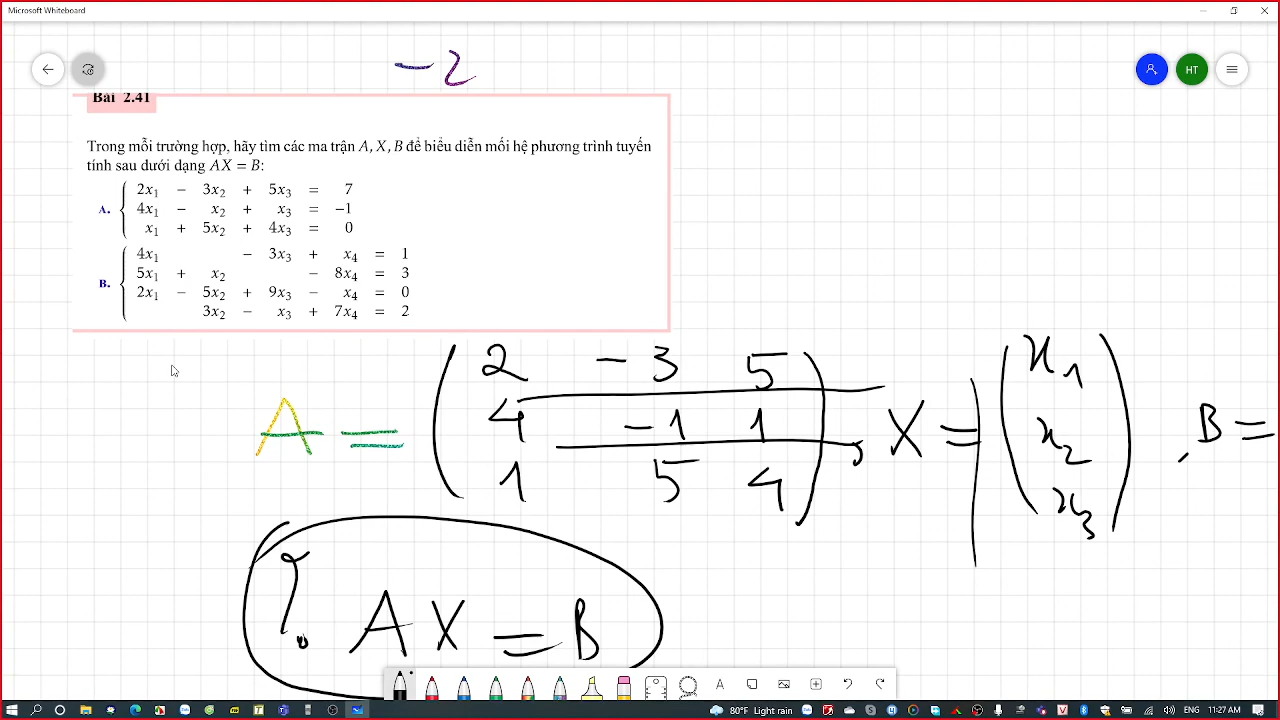 Microsoft Whiteboard
-2
HT
Bài 2.41
Trong mỗi trường hợp, hãy tìm các ma trận A, X, B để biểu diễn mối hệ phương trình tuyến
tính sau dưới dạng AX = B:
A. { 2x₁ − 3x₂ + 5x₃ = 7
4x₁ − x₂ + x₃ = −1
x₁ + 5x₂ + 4x₃ = 0
B. { 4x₁ − 3x₃ + x₄ = 1
5x₁ + x₂ − 8x₄ = 3
2x₁ − 5x₂ + 9x₃ − x₄ = 0
3x₂ − x₃ + 7x₄ = 2
2 -3 5 x₁
A = ( 4 -1 1 ) , X = ( x₂ ) , B =
1 5 4 x₃
? AX = B
80°F Light rain
ENG 11:27 AM